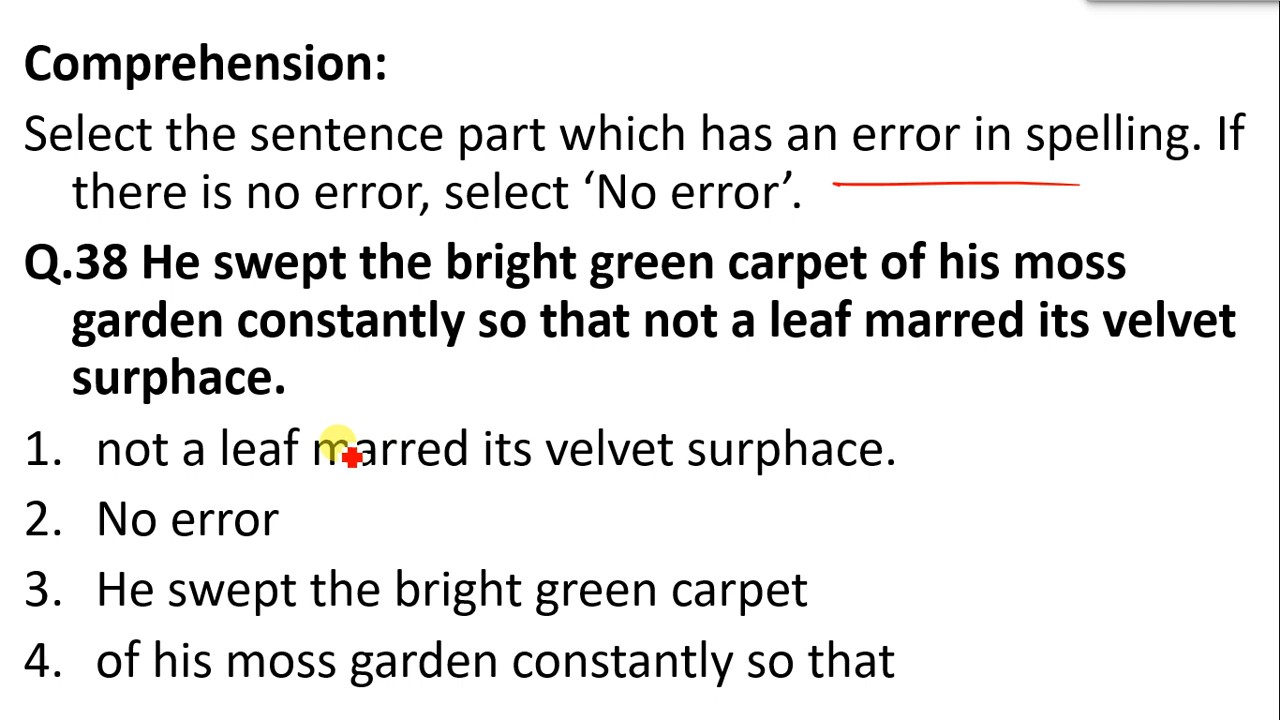 Comprehension:
Select the sentence part which has an error in spelling. If
there is no error, select ‘No error’.
Q.38 He swept the bright green carpet of his moss
garden constantly so that not a leaf marred its velvet
surphace.
1. not a leaf marred its velvet surphace.
2. No error
3. He swept the bright green carpet
4. of his moss garden constantly so that